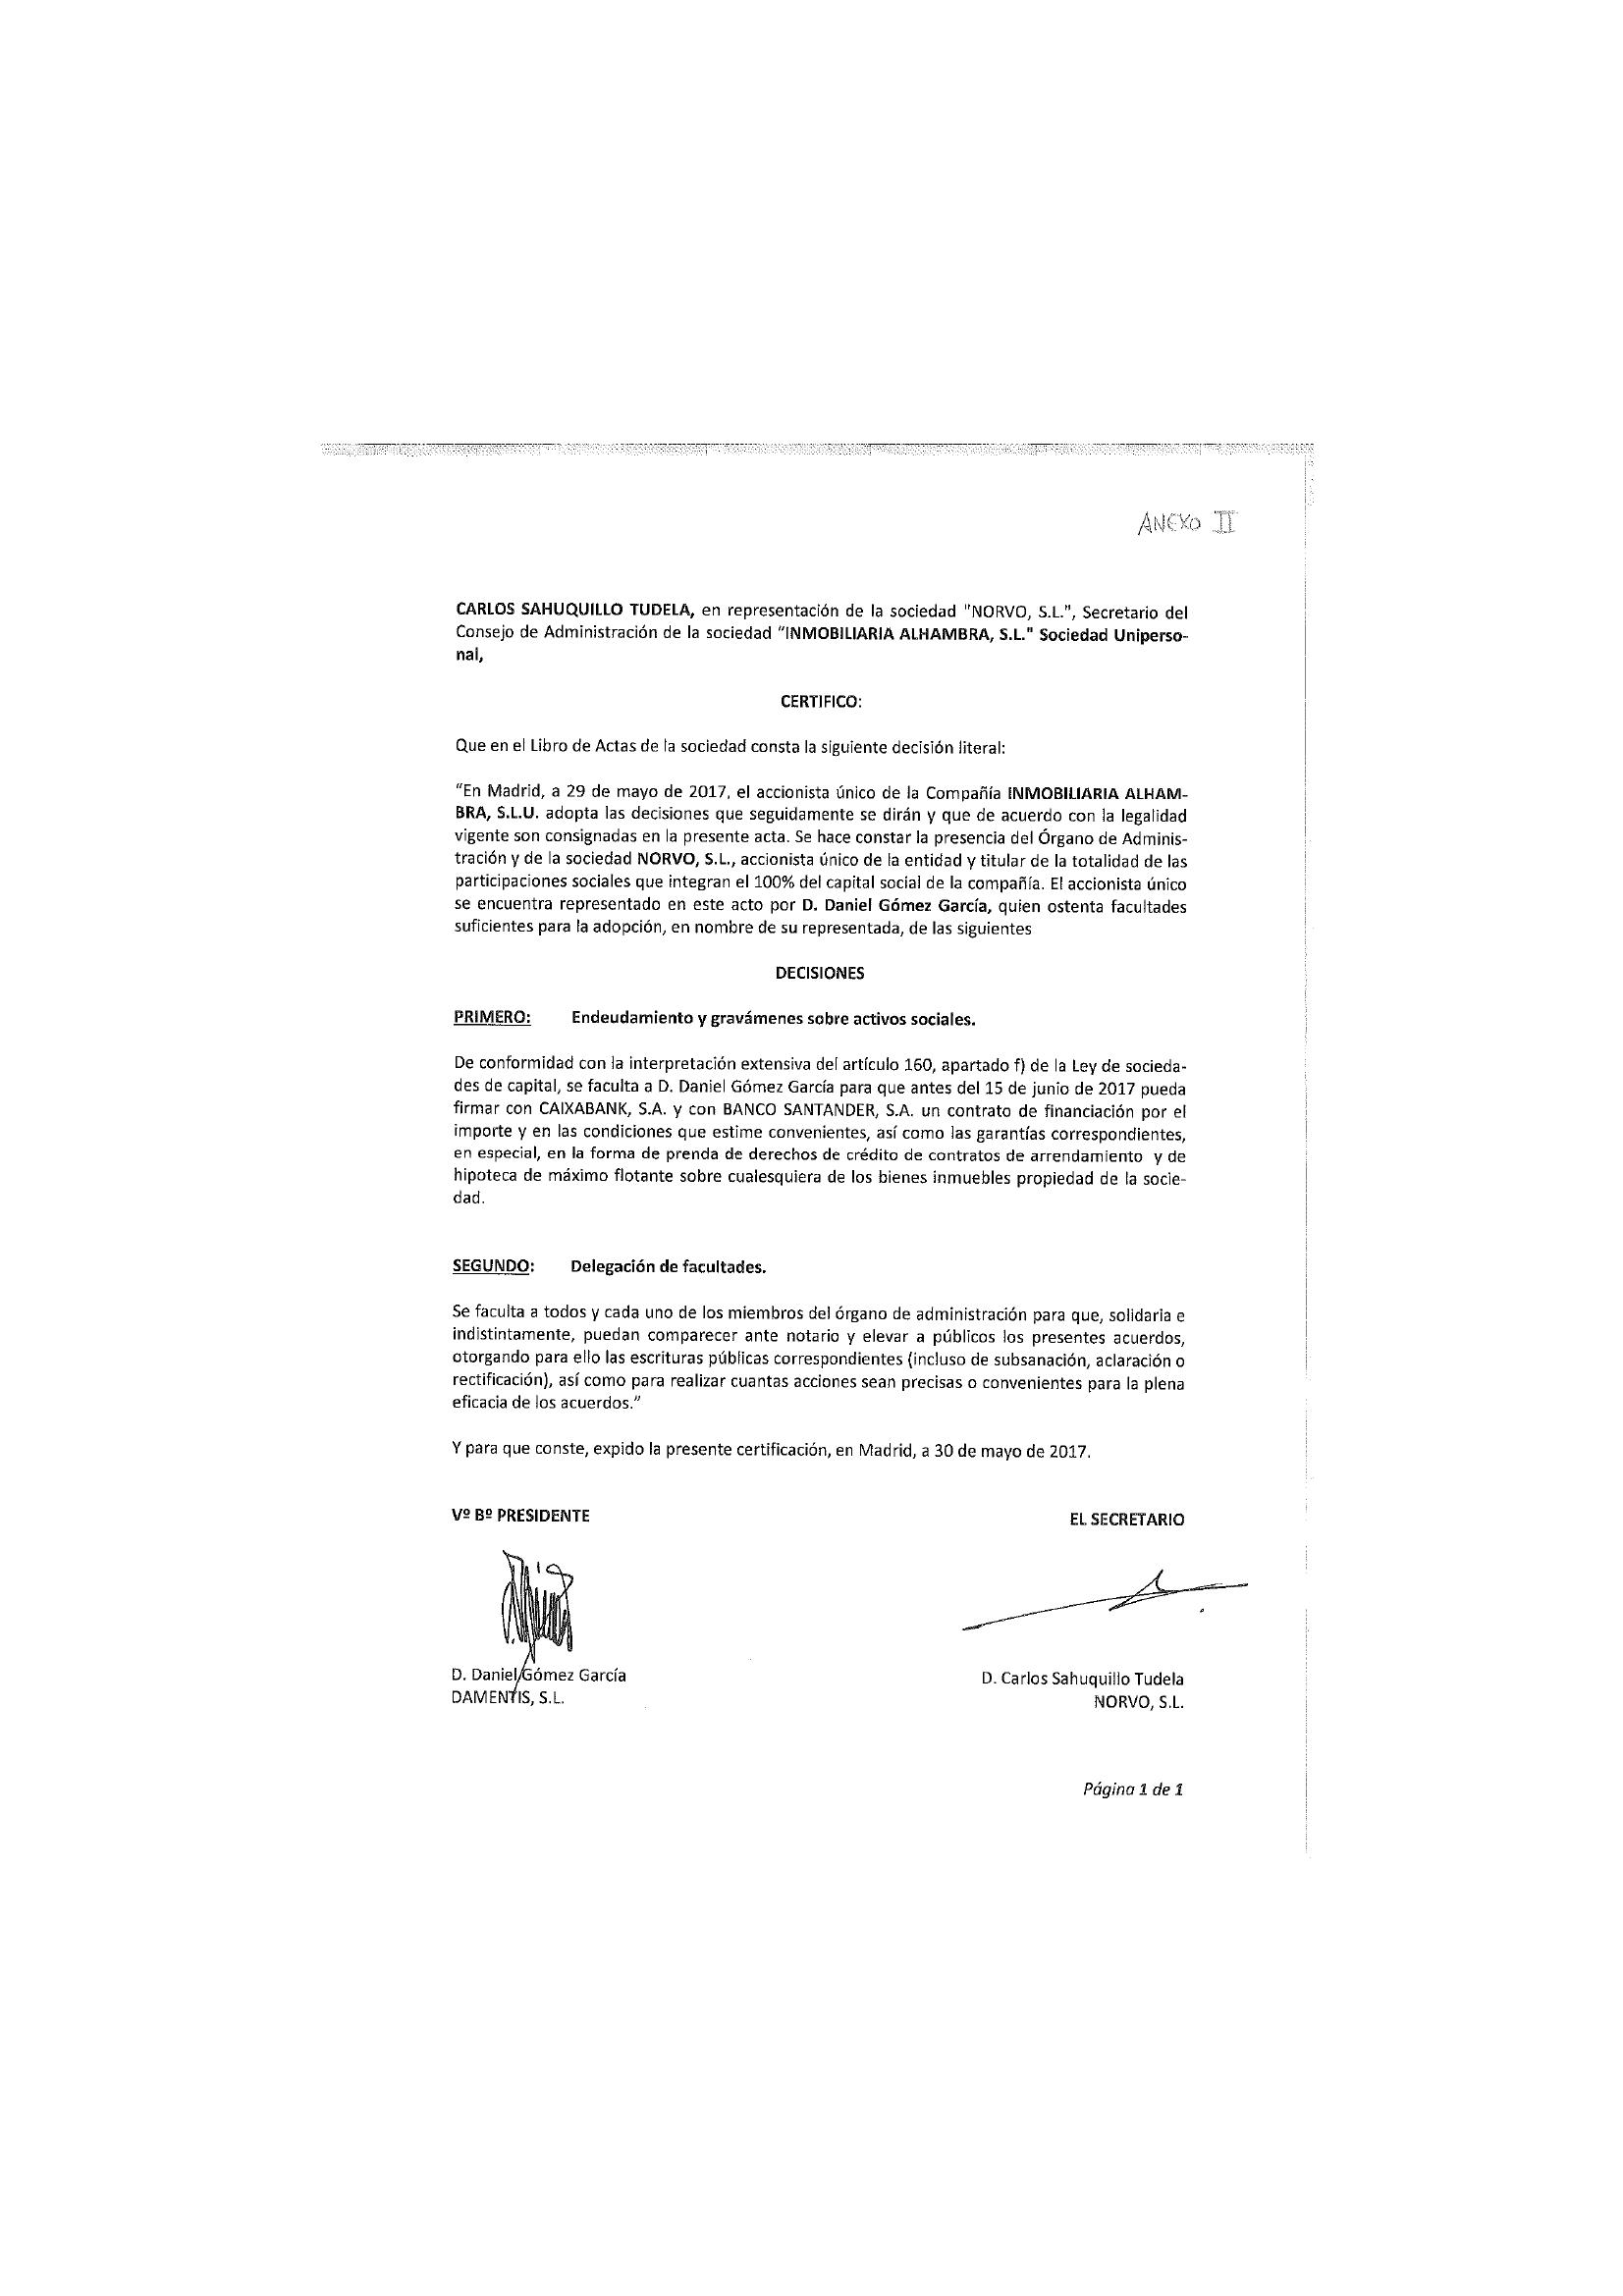 ANEXO II
CARLOS SAHUQUILLO TUDELA, en representación de la sociedad "NORVO, S.L.", Secretario del
Consejo de Administración de la sociedad "INMOBILIARIA ALHAMBRA, S.L." Sociedad Uniperso-
nal,
CERTIFICO:
Que en el Libro de Actas de la sociedad consta la siguiente decisión literal:
"En Madrid, a 29 de mayo de 2017, el accionista único de la Compañía INMOBILIARIA ALHAM-
BRA, S.L.U. adopta las decisiones que seguidamente se dirán y que de acuerdo con la legalidad
vigente son consignadas en la presente acta. Se hace constar la presencia del Órgano de Adminis-
tración y de la sociedad NORVO, S.L., accionista único de la entidad y titular de la totalidad de las
participaciones sociales que integran el 100% del capital social de la compañía. El accionista único
se encuentra representado en este acto por D. Daniel Gómez García, quien ostenta facultades
suficientes para la adopción, en nombre de su representada, de las siguientes
DECISIONES
PRIMERO: Endeudamiento y gravámenes sobre activos sociales.
De conformidad con la interpretación extensiva del artículo 160, apartado f) de la Ley de socieda-
des de capital, se faculta a D. Daniel Gómez García para que antes del 15 de junio de 2017 pueda
firmar con CAIXABANK, S.A. y con BANCO SANTANDER, S.A. un contrato de financiación por el
importe y en las condiciones que estime convenientes, así como las garantías correspondientes,
en especial, en la forma de prenda de derechos de crédito de contratos de arrendamiento y de
hipoteca de máximo flotante sobre cualesquiera de los bienes inmuebles propiedad de la socie-
dad.
SEGUNDO: Delegación de facultades.
Se faculta a todos y cada uno de los miembros del órgano de administración para que, solidaria e
indistintamente, puedan comparecer ante notario y elevar a públicos los presentes acuerdos,
otorgando para ello las escrituras públicas correspondientes (incluso de subsanación, aclaración o
rectificación), así como para realizar cuantas acciones sean precisas o convenientes para la plena
eficacia de los acuerdos."
Y para que conste, expido la presente certificación, en Madrid, a 30 de mayo de 2017.
Vº Bº PRESIDENTE
EL SECRETARIO
D. Daniel Gómez García
DAMENTIS, S.L.
D. Carlos Sahuquillo Tudela
NORVO, S.L.
Página 1 de 1